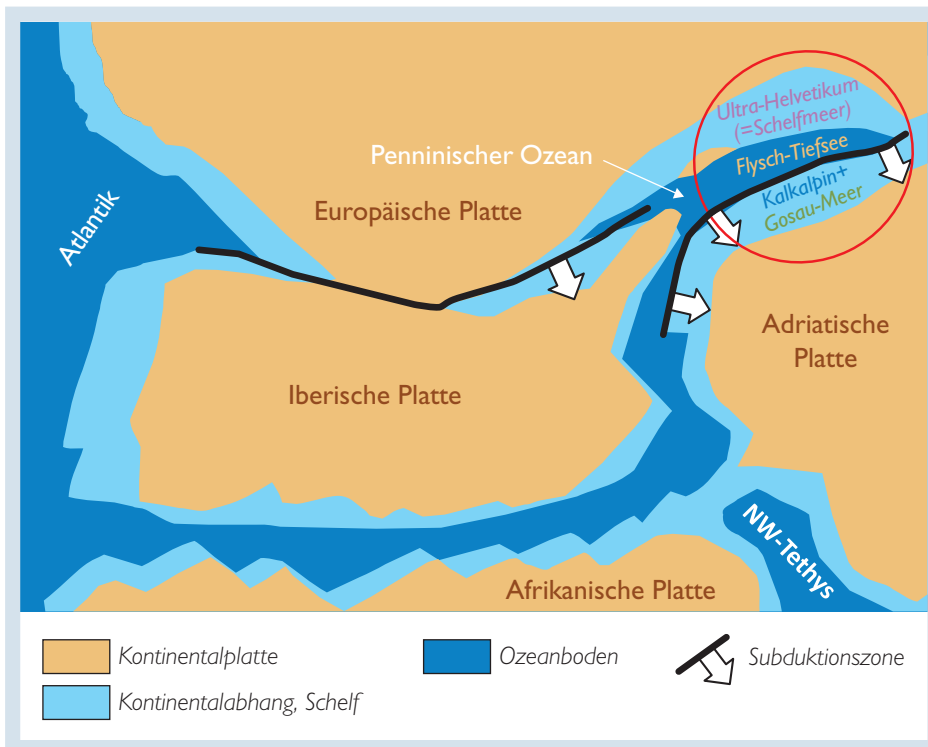 Ultra-Helvetikum
(=Schelfmeer)
Flysch-Tiefsee
Penninischer Ozean
Kalkalpin+
Gosau-Meer
Europäische Platte
Atlantik
Adriatische
Platte
Iberische Platte
NW-Tethys
Afrikanische Platte
Kontinentalplatte
Ozeanboden
Subduktionszone
Kontinentalabhang, Schelf